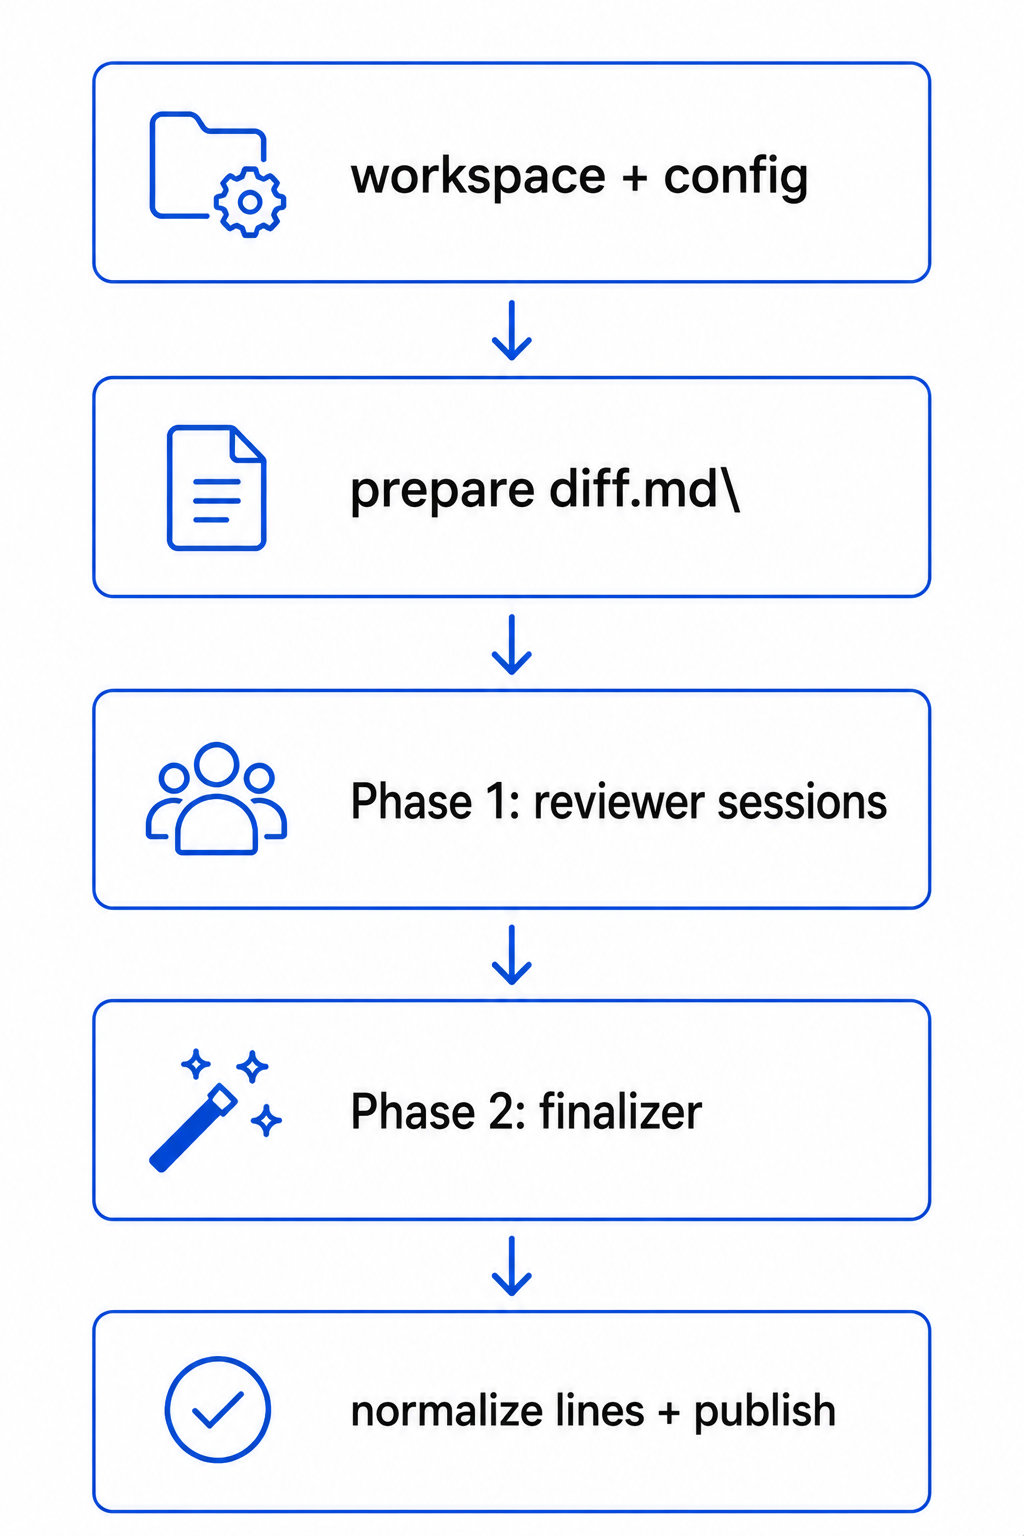 workspace + config
prepare diff.md\
Phase 1: reviewer sessions
Phase 2: finalizer
normalize lines + publish